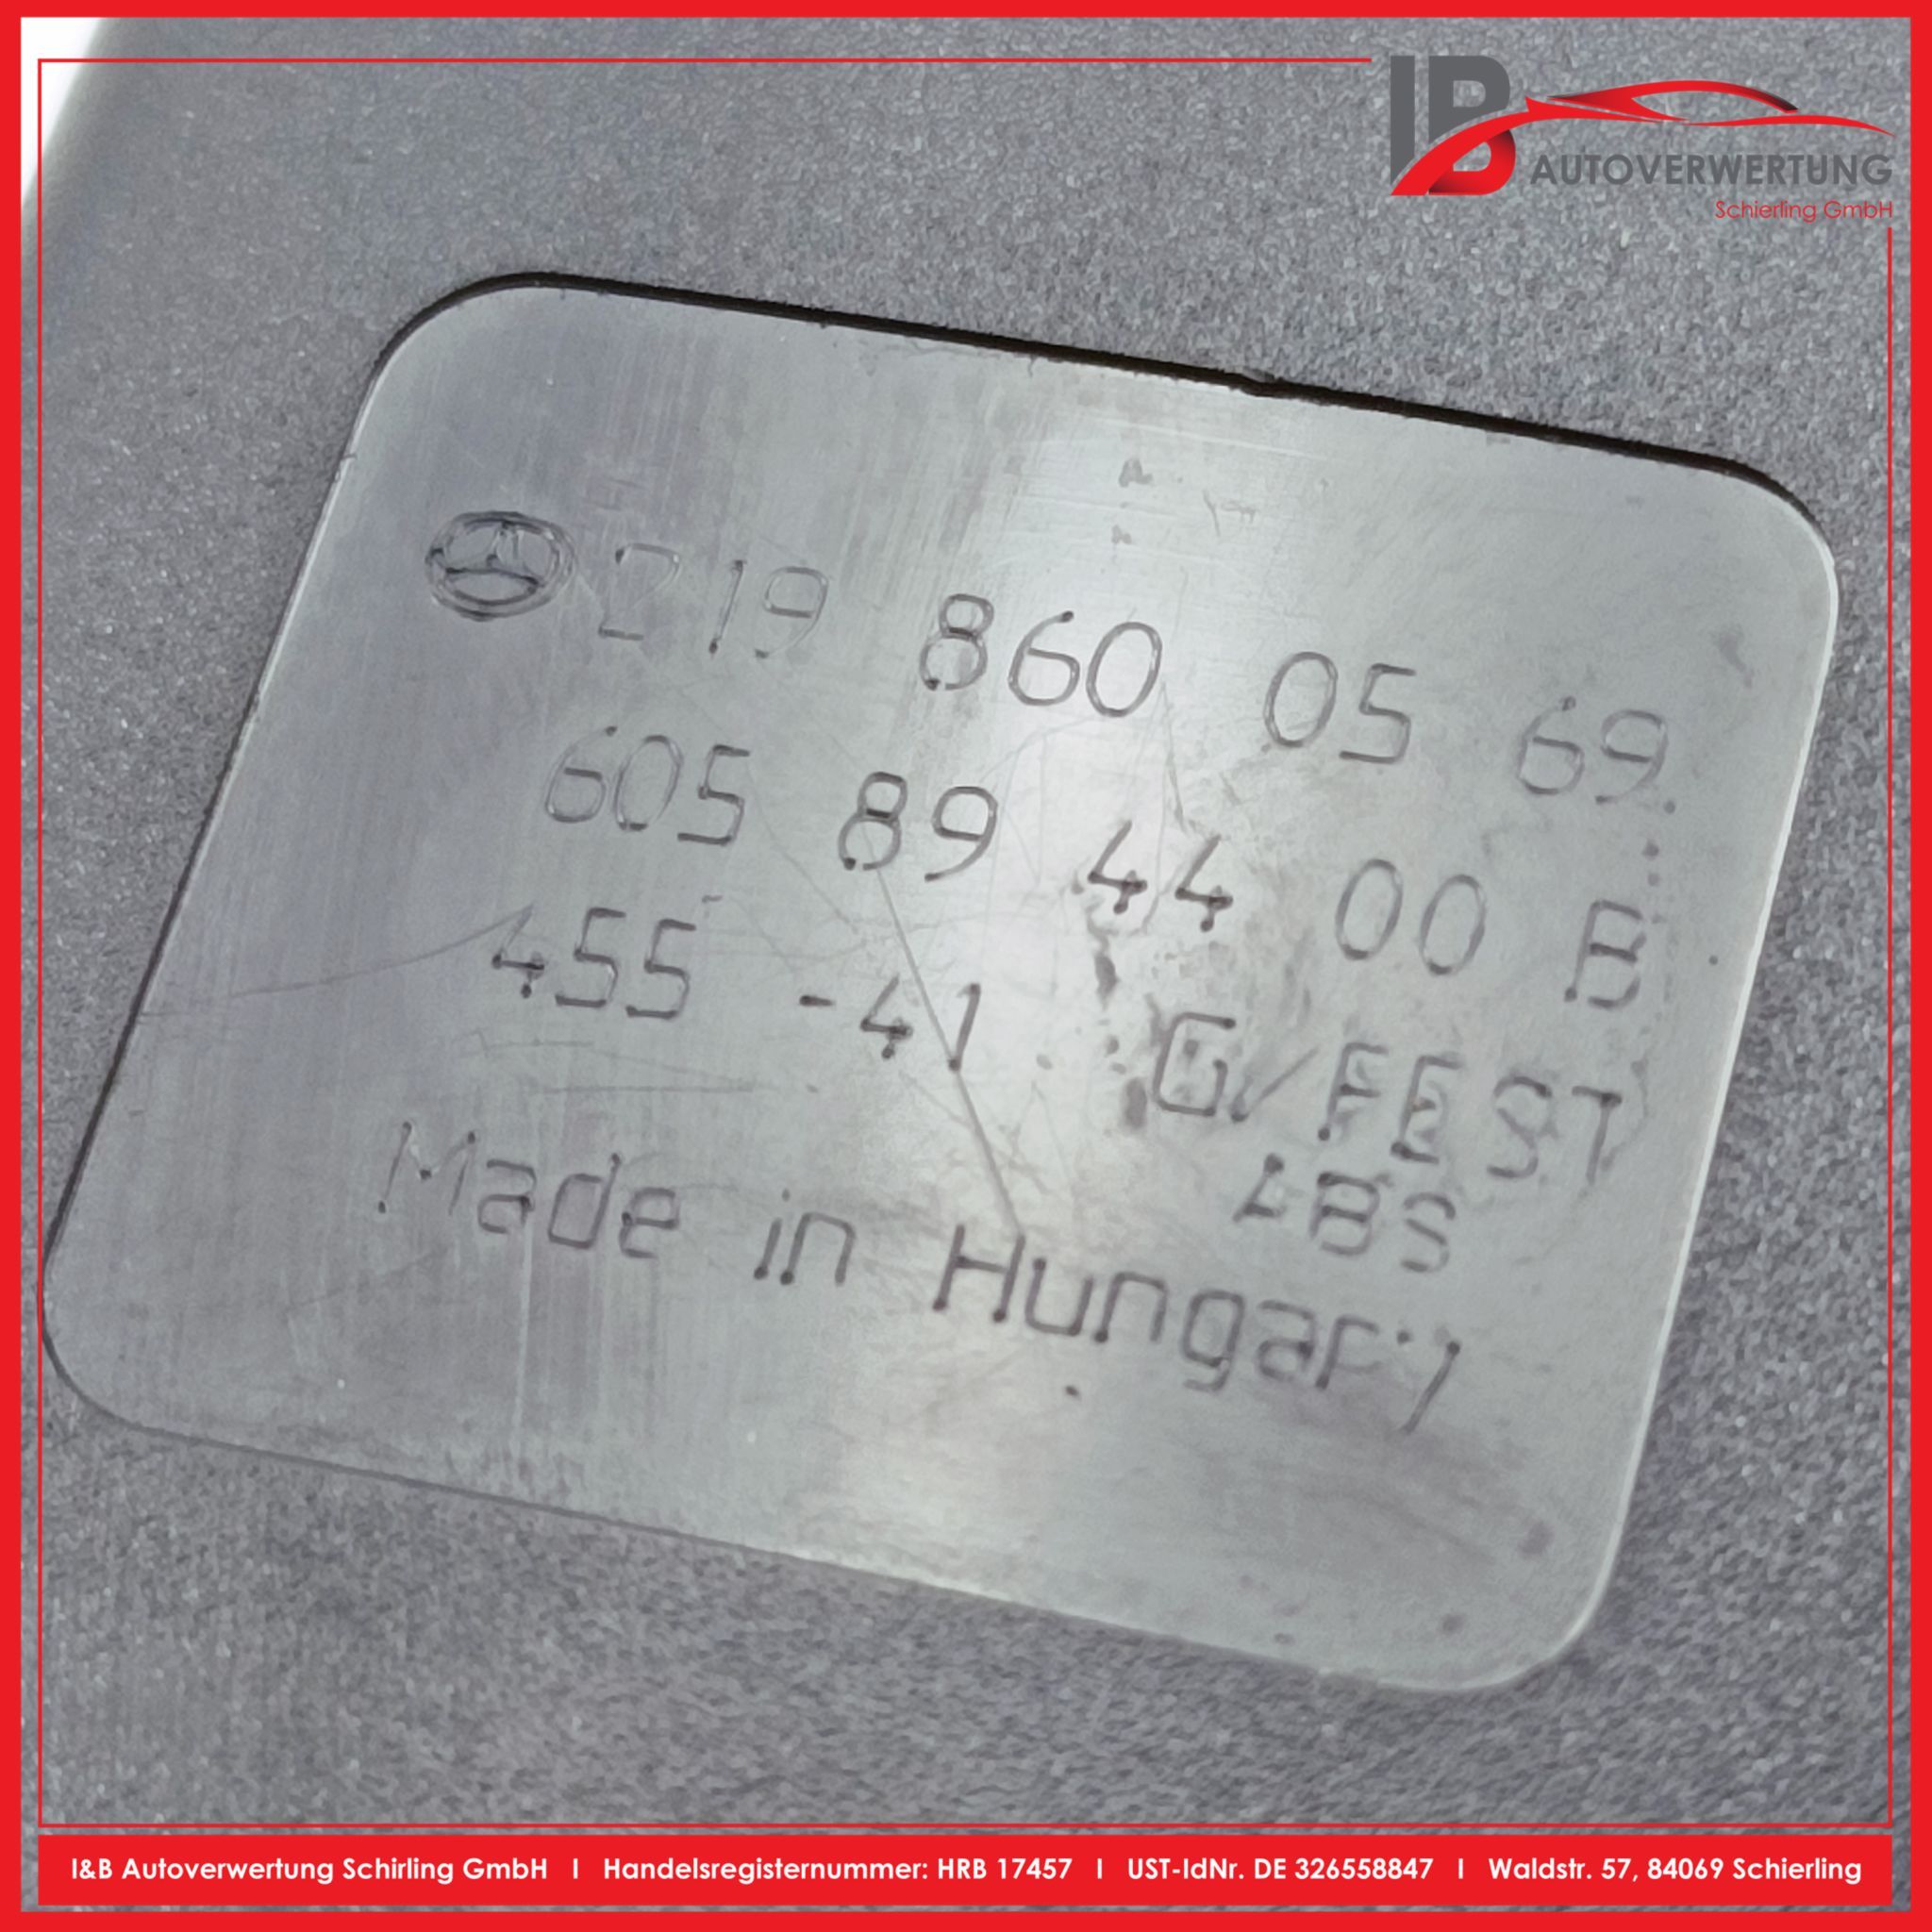 IB
AUTOVERWERTUNG
Schierling GmbH
219 860 05 69
605 89 44 00 B
455 -41 G/FEST
ABS
Made in Hungary
I&B Autoverwertung Schirling GmbH I Handelsregisternummer: HRB 17457 I UST-IdNr. DE 326558847 I Waldstr. 57, 84069 Schierling